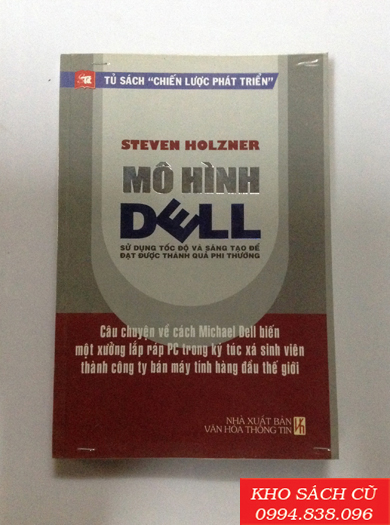 TỦ SÁCH "CHIẾN LƯỢC PHÁT TRIỂN"
STEVEN HOLZNER
MÔ HÌNH
DELL
SỬ DỤNG TỐC ĐỘ VÀ SÁNG TẠO ĐỂ
ĐẠT ĐƯỢC THÀNH QUẢ PHI THƯỜNG
Câu chuyện về cách Michael Dell biến
một xưởng lắp ráp PC trong ký túc xá sinh viên
thành công ty bán máy tính hàng đầu thế giới
NHÀ XUẤT BẢN
VĂN HÓA THÔNG TIN
KHO SÁCH CŨ
0994.838.096